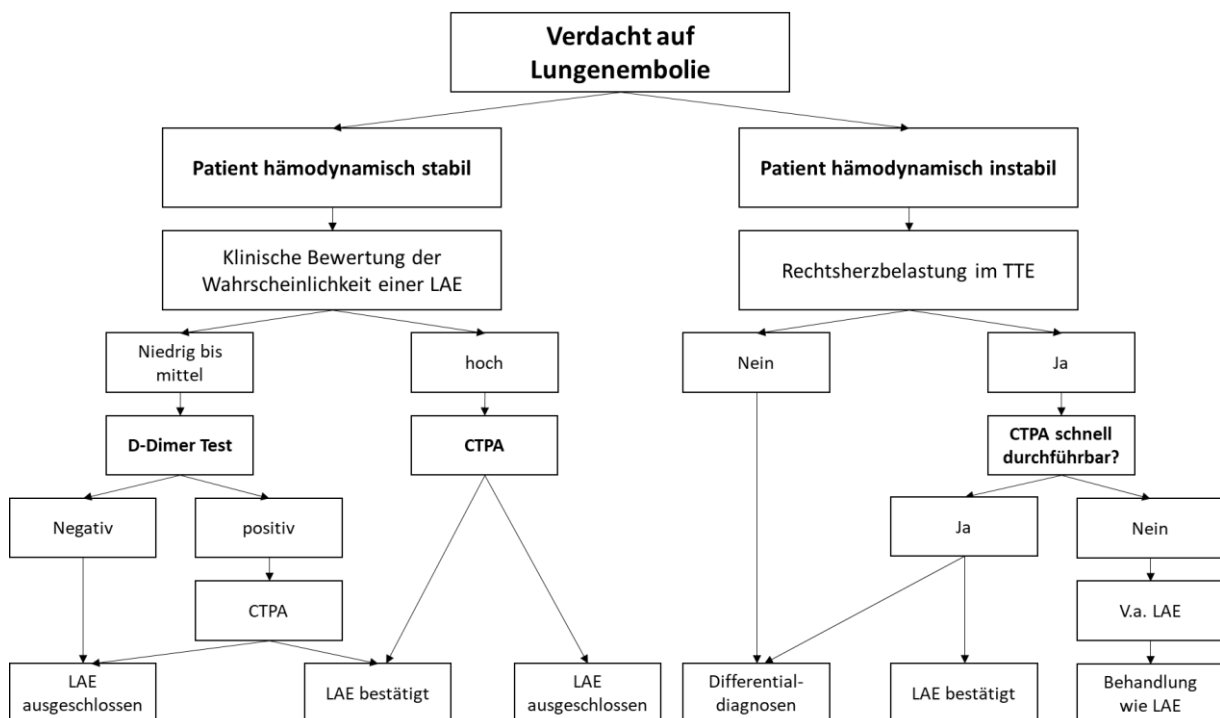 Verdacht auf
Lungenembolie
Patient hämodynamisch stabil
Patient hämodynamisch instabil
Klinische Bewertung der
Wahrscheinlichkeit einer LAE
Rechtsherzbelastung im TTE
Niedrig bis
mittel
hoch
Nein
Ja
D-Dimer Test
CTPA
CTPA schnell
durchführbar?
Negativ
positiv
Ja
Nein
CTPA
V.a. LAE
LAE
ausgeschlossen
LAE bestätigt
LAE
ausgeschlossen
Differential-
diagnosen
LAE bestätigt
Behandlung
wie LAE